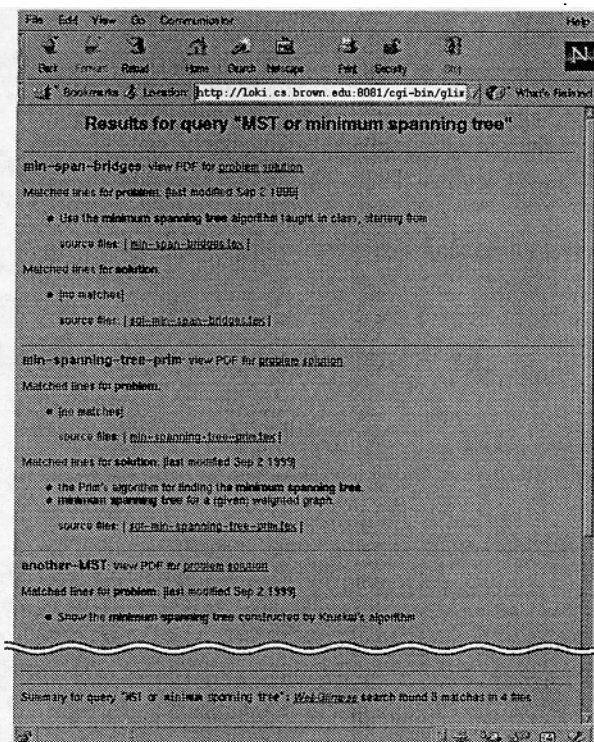 File Edit View Go Communicator Help
Back Forward Reload Home Search Netscape Print Security Stop
Bookmarks Location: http://loki.cs.brown.edu:8081/cgi-bin/glim What's Related
Results for query "MST or minimum spanning tree"
min-span-bridges: view PDF for problem solution
Matched lines for problem: [last modified Sep 2 1999]
• Use the minimum spanning tree algorithm taught in class, starting from
source files: [ min-span-bridges.tex ]
Matched lines for solution:
• [no matches]
source files: [ sol-min-span-bridges.tex ]
min-spanning-tree-prim: view PDF for problem solution
Matched lines for problem:
• [no matches]
source files: [ min-spanning-tree-prim.tex ]
Matched lines for solution: [last modified Sep 2 1999]
• the Prim's algorithm for finding the minimum spanning tree.
• minimum spanning tree for a (given) weighted graph.
source files: [ sol-min-spanning-tree-prim.tex ]
another-MST: view PDF for problem solution
Matched lines for problem: [last modified Sep 2 1999]
• Show the minimum spanning tree constructed by Kruskal's algorithm
Summary for query "MST or minimum spanning tree": WebGlimpse search found 5 matches in 4 files